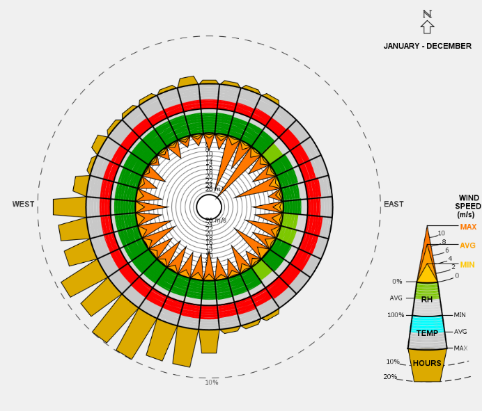 N
JANUARY - DECEMBER
WEST
EAST
WIND
SPEED
(m/s)
MAX
10
8
AVG
6
4
MIN
2
0
0%
RH
AVG
100%
MIN
TEMP
AVG
MAX
10%
HOURS
20%
10%